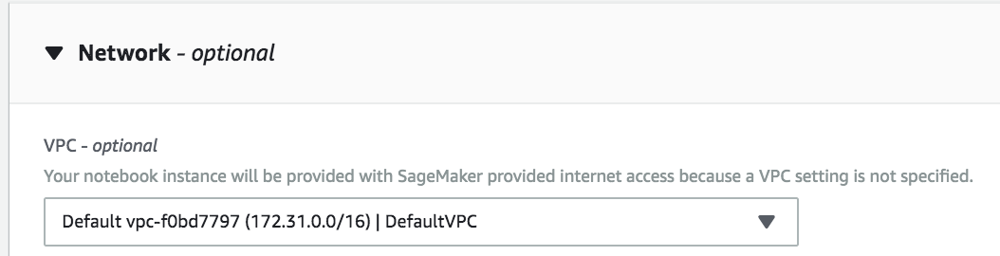 Network - optional
VPC - optional
Your notebook instance will be provided with SageMaker provided internet access because a VPC setting is not specified.
Default vpc-f0bd7797 (172.31.0.0/16) | DefaultVPC